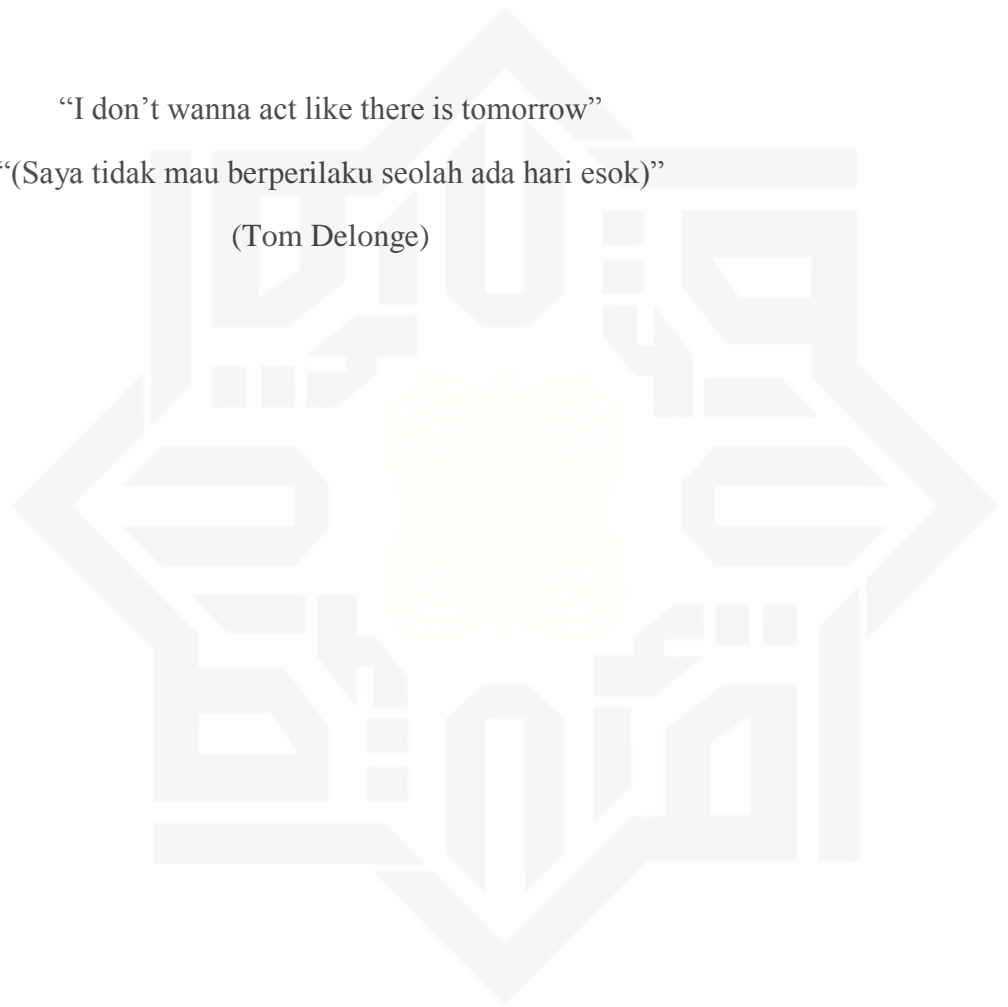 “I don’t wanna act like there is tomorrow”
“(Saya tidak mau berperilaku seolah ada hari esok)”
(Tom Delonge)